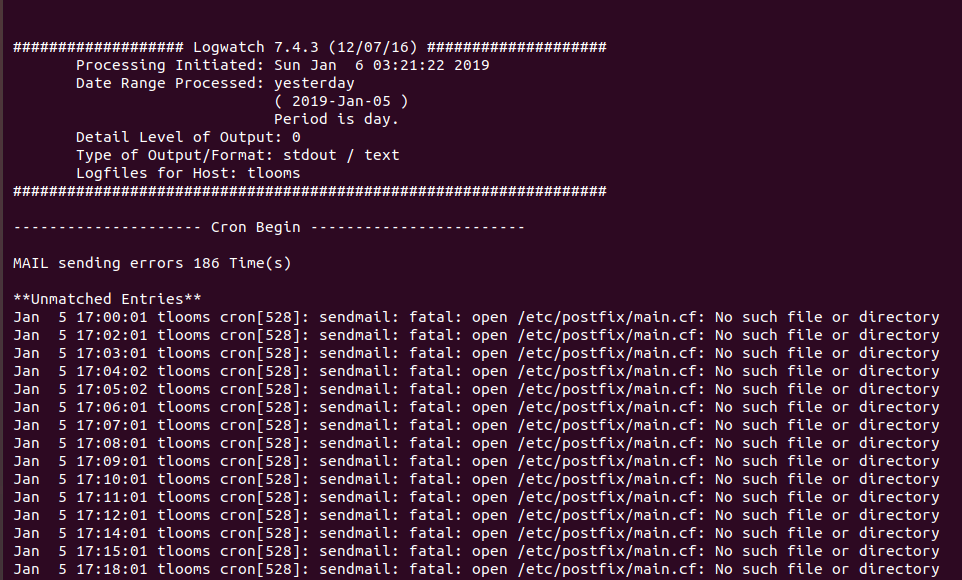 ################### Logwatch 7.4.3 (12/07/16) ####################
       Processing Initiated: Sun Jan  6 03:21:22 2019
       Date Range Processed: yesterday
                             ( 2019-Jan-05 )
                             Period is day.
       Detail Level of Output: 0
       Type of Output/Format: stdout / text
       Logfiles for Host: tlooms
##################################################################
--------------------- Cron Begin ------------------------
MAIL sending errors 186 Time(s)
**Unmatched Entries**
Jan  5 17:00:01 tlooms cron[528]: sendmail: fatal: open /etc/postfix/main.cf: No such file or directory
Jan  5 17:02:01 tlooms cron[528]: sendmail: fatal: open /etc/postfix/main.cf: No such file or directory
Jan  5 17:03:01 tlooms cron[528]: sendmail: fatal: open /etc/postfix/main.cf: No such file or directory
Jan  5 17:04:02 tlooms cron[528]: sendmail: fatal: open /etc/postfix/main.cf: No such file or directory
Jan  5 17:05:02 tlooms cron[528]: sendmail: fatal: open /etc/postfix/main.cf: No such file or directory
Jan  5 17:06:01 tlooms cron[528]: sendmail: fatal: open /etc/postfix/main.cf: No such file or directory
Jan  5 17:07:01 tlooms cron[528]: sendmail: fatal: open /etc/postfix/main.cf: No such file or directory
Jan  5 17:08:01 tlooms cron[528]: sendmail: fatal: open /etc/postfix/main.cf: No such file or directory
Jan  5 17:09:01 tlooms cron[528]: sendmail: fatal: open /etc/postfix/main.cf: No such file or directory
Jan  5 17:10:01 tlooms cron[528]: sendmail: fatal: open /etc/postfix/main.cf: No such file or directory
Jan  5 17:11:01 tlooms cron[528]: sendmail: fatal: open /etc/postfix/main.cf: No such file or directory
Jan  5 17:12:01 tlooms cron[528]: sendmail: fatal: open /etc/postfix/main.cf: No such file or directory
Jan  5 17:14:01 tlooms cron[528]: sendmail: fatal: open /etc/postfix/main.cf: No such file or directory
Jan  5 17:15:01 tlooms cron[528]: sendmail: fatal: open /etc/postfix/main.cf: No such file or directory
Jan  5 17:18:01 tlooms cron[528]: sendmail: fatal: open /etc/postfix/main.cf: No such file or directory